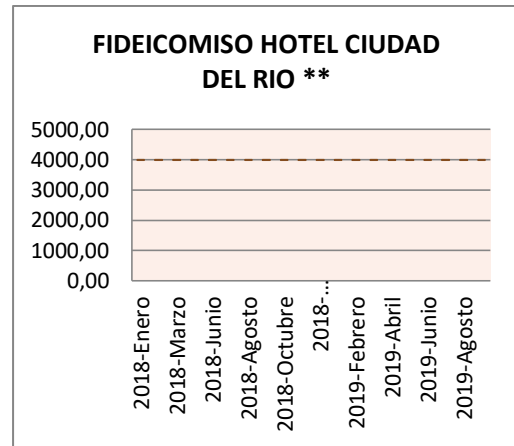 FIDEICOMISO HOTEL CIUDAD
DEL RIO **
5000,00
4000,00
3000,00
2000,00
1000,00
0,00
2018-Enero
2018-Marzo
2018-Junio
2018-Agosto
2018-Octubre
2018-…
2019-Febrero
2019-Abril
2019-Junio
2019-Agosto